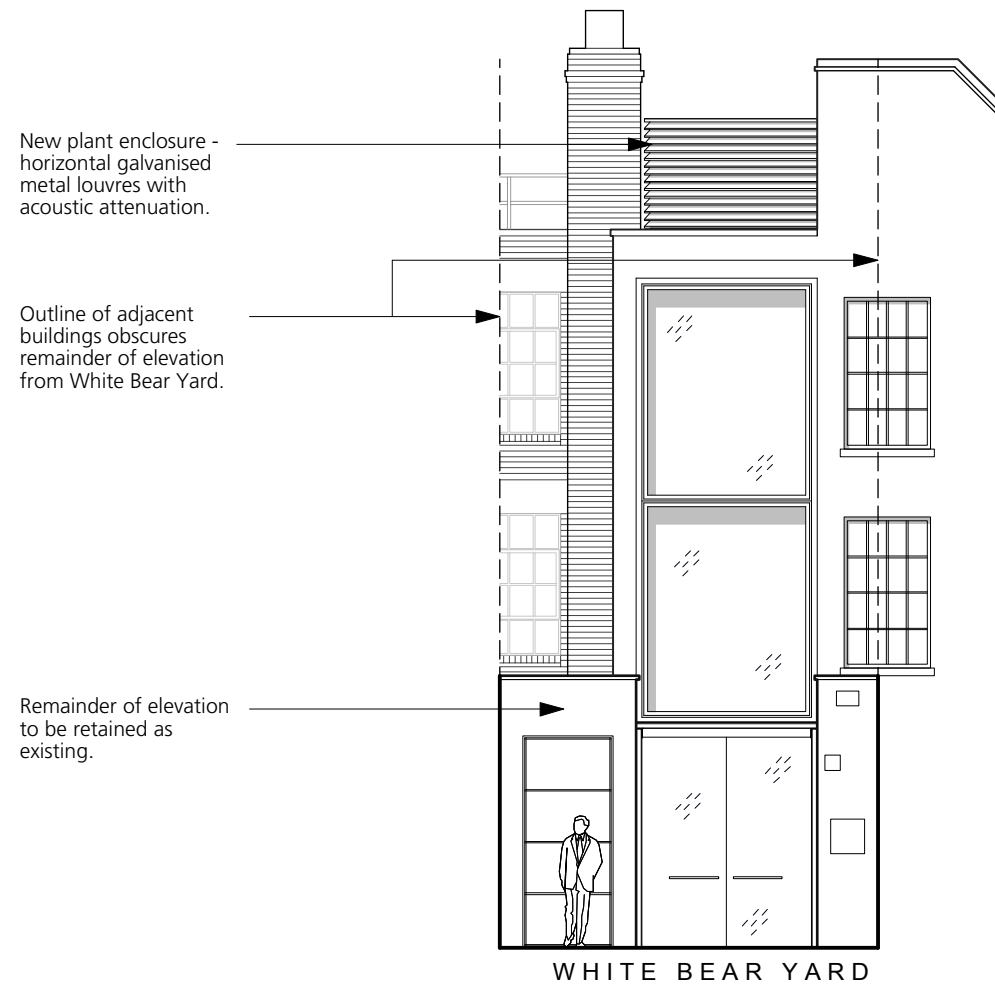 New plant enclosure -
horizontal galvanised
metal louvres with
acoustic attenuation.
Outline of adjacent
buildings obscures
remainder of elevation
from White Bear Yard.
Remainder of elevation
to be retained as
existing.
WHITE BEAR YARD